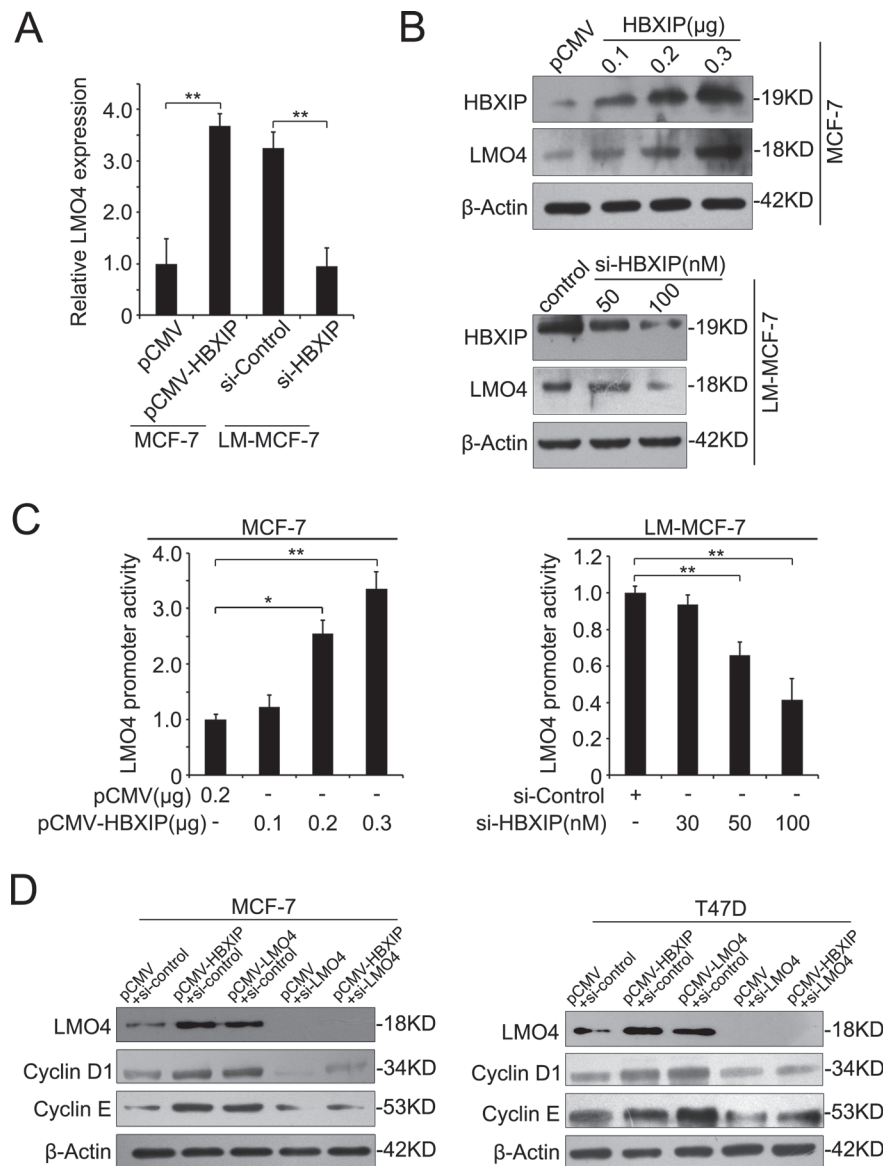 A
Relative LMO4 expression
4.0
3.0
2.0
1.0
0
**
**
pCMV
pCMV-HBXIP
si-Control
si-HBXIP
MCF-7
LM-MCF-7
B
HBXIP(μg)
pCMV
0.1
0.2
0.3
HBXIP
-19KD
LMO4
-18KD
β-Actin
-42KD
MCF-7
si-HBXIP(nM)
control
50
100
HBXIP
-19KD
LMO4
-18KD
β-Actin
-42KD
LM-MCF-7
C
MCF-7
LMO4 promoter activity
4.0
3.0
2.0
1.0
0
**
*
pCMV(μg) 0.2 - - -
pCMV-HBXIP(μg) - 0.1 0.2 0.3
LM-MCF-7
LMO4 promoter activity
1.2
1.0
0.8
0.6
0.4
0.2
0
**
**
si-Control + - - -
si-HBXIP(nM) - 30 50 100
D
MCF-7
pCMV
+si-control
pCMV-HBXIP
+si-control
pCMV-LMO4
+si-control
pCMV
+si-LMO4
pCMV-HBXIP
+si-LMO4
LMO4
-18KD
Cyclin D1
-34KD
Cyclin E
-53KD
β-Actin
-42KD
T47D
pCMV
+si-control
pCMV-HBXIP
+si-control
pCMV-LMO4
+si-control
pCMV
+si-LMO4
pCMV-HBXIP
+si-LMO4
LMO4
-18KD
Cyclin D1
-34KD
Cyclin E
-53KD
β-Actin
-42KD